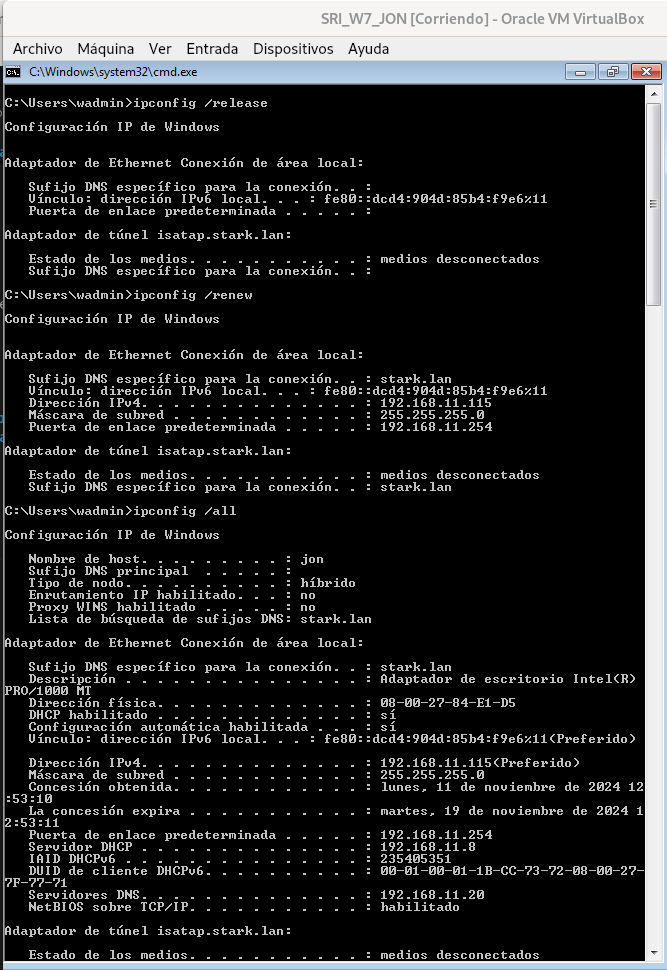 SRI_W7_JON [Corriendo] - Oracle VM VirtualBox
Archivo Máquina Ver Entrada Dispositivos Ayuda
C:\Windows\system32\cmd.exe
C:\Users\wadmin>ipconfig /release
Configuración IP de Windows
Adaptador de Ethernet Conexión de área local:
Sufijo DNS específico para la conexión. . :
Vínculo: dirección IPv6 local. . . : fe80::dcd4:904d:85b4:f9e6%11
Puerta de enlace predeterminada . . . . . :
Adaptador de túnel isatap.stark.lan:
Estado de los medios. . . . . . . . . . . : medios desconectados
Sufijo DNS específico para la conexión. . :
C:\Users\wadmin>ipconfig /renew
Configuración IP de Windows
Adaptador de Ethernet Conexión de área local:
Sufijo DNS específico para la conexión. . : stark.lan
Vínculo: dirección IPv6 local. . . : fe80::dcd4:904d:85b4:f9e6%11
Dirección IPv4. . . . . . . . . . . . . . : 192.168.11.115
Máscara de subred . . . . . . . . . . . . : 255.255.255.0
Puerta de enlace predeterminada . . . . . : 192.168.11.254
Adaptador de túnel isatap.stark.lan:
Estado de los medios. . . . . . . . . . . : medios desconectados
Sufijo DNS específico para la conexión. . : stark.lan
C:\Users\wadmin>ipconfig /all
Configuración IP de Windows
Nombre de host. . . . . . . . . : jon
Sufijo DNS principal  . . . . . . :
Tipo de nodo. . . . . . . . . . : híbrido
Enrutamiento IP habilitado. . . : no
Proxy WINS habilitado . . . . . : no
Lista de búsqueda de sufijos DNS: stark.lan
Adaptador de Ethernet Conexión de área local:
Sufijo DNS específico para la conexión. . : stark.lan
Descripción . . . . . . . . . . . . . . . : Adaptador de escritorio Intel(R)
PRO/1000 MT
Dirección física. . . . . . . . . . . . . : 08-00-27-84-E1-D5
DHCP habilitado . . . . . . . . . . . . . : sí
Configuración automática habilitada . . . : sí
Vínculo: dirección IPv6 local. . . : fe80::dcd4:904d:85b4:f9e6%11(Preferido)
Dirección IPv4. . . . . . . . . . . . . . : 192.168.11.115(Preferido)
Máscara de subred . . . . . . . . . . . . : 255.255.255.0
Concesión obtenida. . . . . . . . . . . . : lunes, 11 de noviembre de 2024 12
:53:10
La concesión expira . . . . . . . . . . . : martes, 19 de noviembre de 2024 1
2:53:11
Puerta de enlace predeterminada . . . . . : 192.168.11.254
Servidor DHCP . . . . . . . . . . . . . . : 192.168.11.8
IAID DHCPv6 . . . . . . . . . . . . . . . : 235405351
DUID de cliente DHCPv6. . . . . . . . . . : 00-01-00-01-1B-CC-73-72-08-00-27-
7F-77-71
Servidores DNS. . . . . . . . . . . . . . : 192.168.11.20
NetBIOS sobre TCP/IP. . . . . . . . . . . : habilitado
Adaptador de túnel isatap.stark.lan:
Estado de los medios. . . . . . . . . . . : medios desconectados